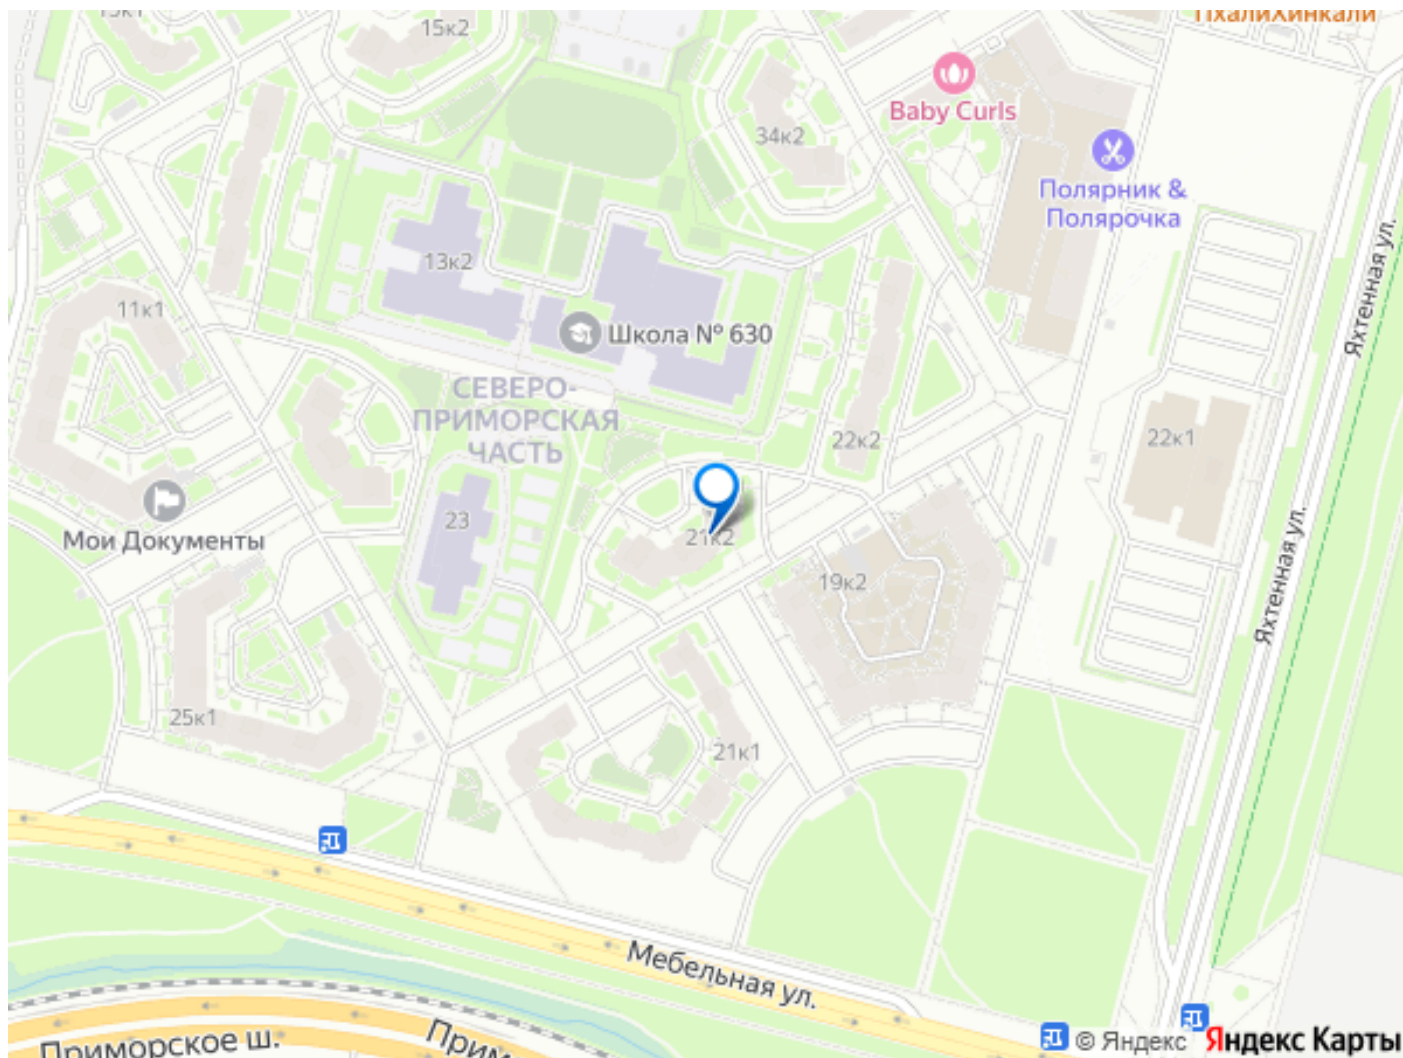 ПхалиХинкали
15к1
15к2
Baby Curls
34к2
Полярник &
Полярочка
Яхтенная ул.
13к2
11к1
Школа № 630
СЕВЕРО-
ПРИМОРСКАЯ
ЧАСТЬ
22к2
22к1
Мои Документы
23
21к2
19к2
Яхтенная ул.
25к1
21к1
Мебельная ул.
Приморское ш.
© Яндекс Яндекс Карты